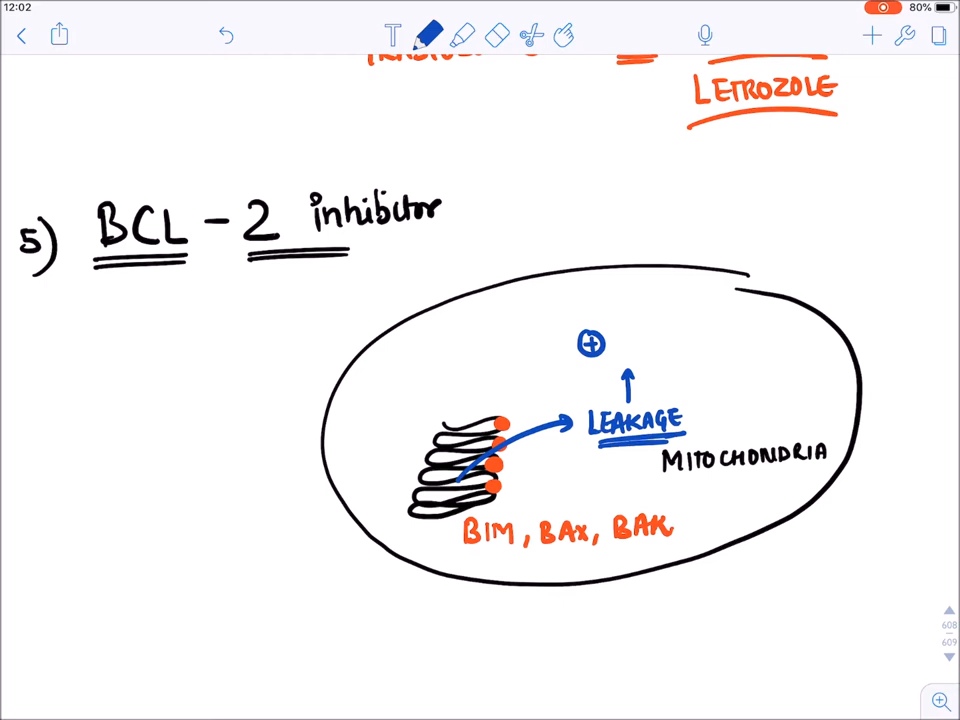 12:02
80%
T
LETROZOLE
5) BCL - 2 inhibitor
+
LEAKAGE
MITOCHONDRIA
BIM, BAX, BAK
608
609